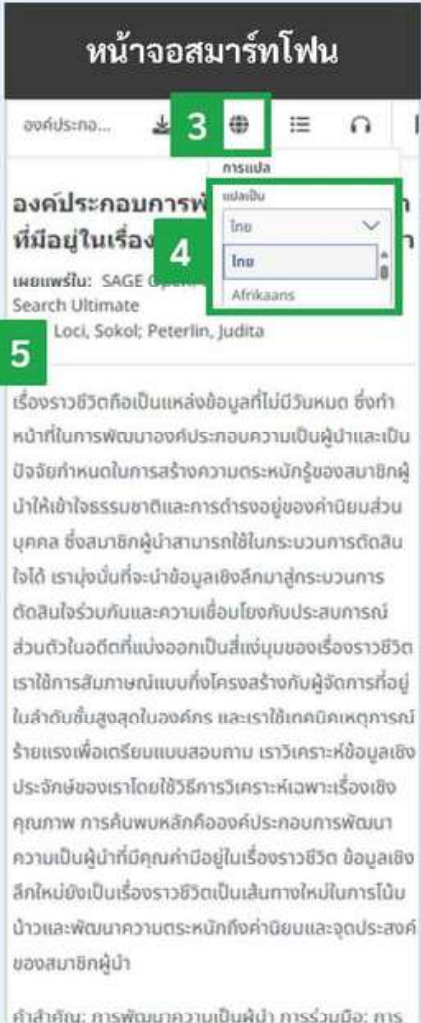 หน้าจอสมาร์ทโฟน
องค์ประกอ...
3
การแปล
แปลเป็น
ไทย
ไทย
Afrikaans
4
องค์ประกอบการพั
ที่มีอยู่ในเรื่อง
เผยแพร่ใน: SAGE
Search Ultimate
5
Loci, Sokol; Peterlin, Judita
เรื่องราวชีวิตถือเป็นแหล่งข้อมูลที่ไม่มีวันหมด ซึ่งทำ
หน้าที่ในการพัฒนาองค์ประกอบความเป็นผู้นำและเป็น
ปัจจัยกำหนดในการสร้างความตระหนักรู้ของสมาชิกผู้
นำให้เข้าใจธรรมชาติและการดำรงอยู่ของค่านิยมส่วน
บุคคล ซึ่งสมาชิกผู้นำสามารถใช้ในกระบวนการตัดสิน
ใจได้ เรามุ่งมั่นที่จะนำข้อมูลเชิงลึกมาสู่กระบวนการ
ตัดสินใจร่วมกันและความเชื่อมโยงกับประสบการณ์
ส่วนตัวในอดีตที่แบ่งออกเป็นสี่แง่มุมของเรื่องราวชีวิต
เราใช้การสัมภาษณ์แบบกึ่งโครงสร้างกับผู้จัดการที่อยู่
ในลำดับชั้นสูงสุดในองค์กร และเราใช้เทคนิคเหตุการณ์
ร้ายแรงเพื่อเตรียมแบบสอบถาม เราวิเคราะห์ข้อมูลเชิง
ประจักษ์ของเราโดยใช้วิธีการวิเคราะห์เฉพาะเรื่องเชิง
คุณภาพ การค้นพบหลักคือองค์ประกอบการพัฒนา
ความเป็นผู้นำที่มีคุณค่ามีอยู่ในเรื่องราวชีวิต ข้อมูลเชิง
ลึกใหม่ยังเป็นเรื่องราวชีวิตเป็นเส้นทางใหม่ในการโน้ม
น้าวและพัฒนาความตระหนักถึงค่านิยมและจุดประสงค์
ของสมาชิกผู้นำ
คำสำคัญ: การพัฒนาความเป็นผู้นำ การร่วมมือ; การ